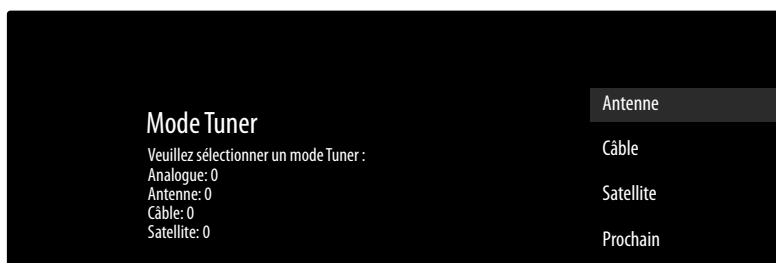 Mode Tuner
Veuillez sélectionner un mode Tuner :
Analogue: 0
Antenne: 0
Câble: 0
Satellite: 0
Antenne
Câble
Satellite
Prochain